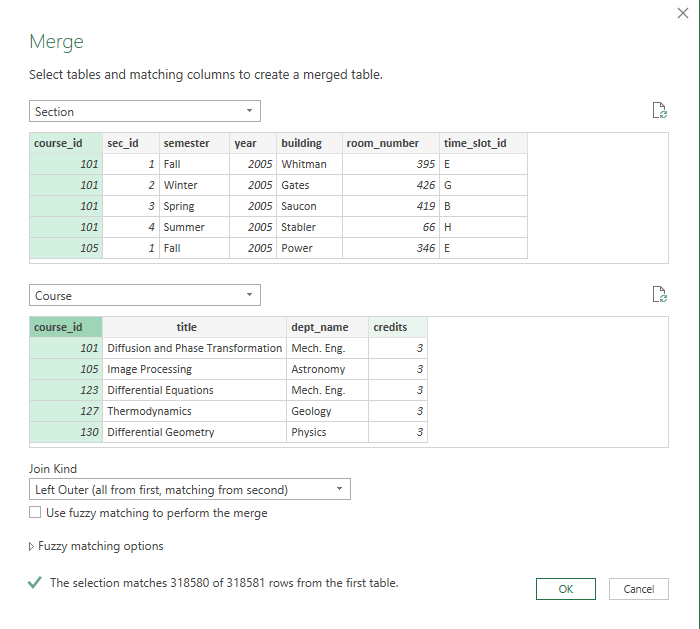 Merge
Select tables and matching columns to create a merged table.
Section
course_id sec_id semester year building room_number time_slot_id
101 1 Fall 2005 Whitman 395 E
101 2 Winter 2005 Gates 426 G
101 3 Spring 2005 Saucon 419 B
101 4 Summer 2005 Stabler 66 H
105 1 Fall 2005 Power 346 E
Course
course_id title dept_name credits
101 Diffusion and Phase Transformation Mech. Eng. 3
105 Image Processing Astronomy 3
123 Differential Equations Mech. Eng. 3
127 Thermodynamics Geology 3
130 Differential Geometry Physics 3
Join Kind
Left Outer (all from first, matching from second)
Use fuzzy matching to perform the merge
Fuzzy matching options
The selection matches 318580 of 318581 rows from the first table.
OK Cancel